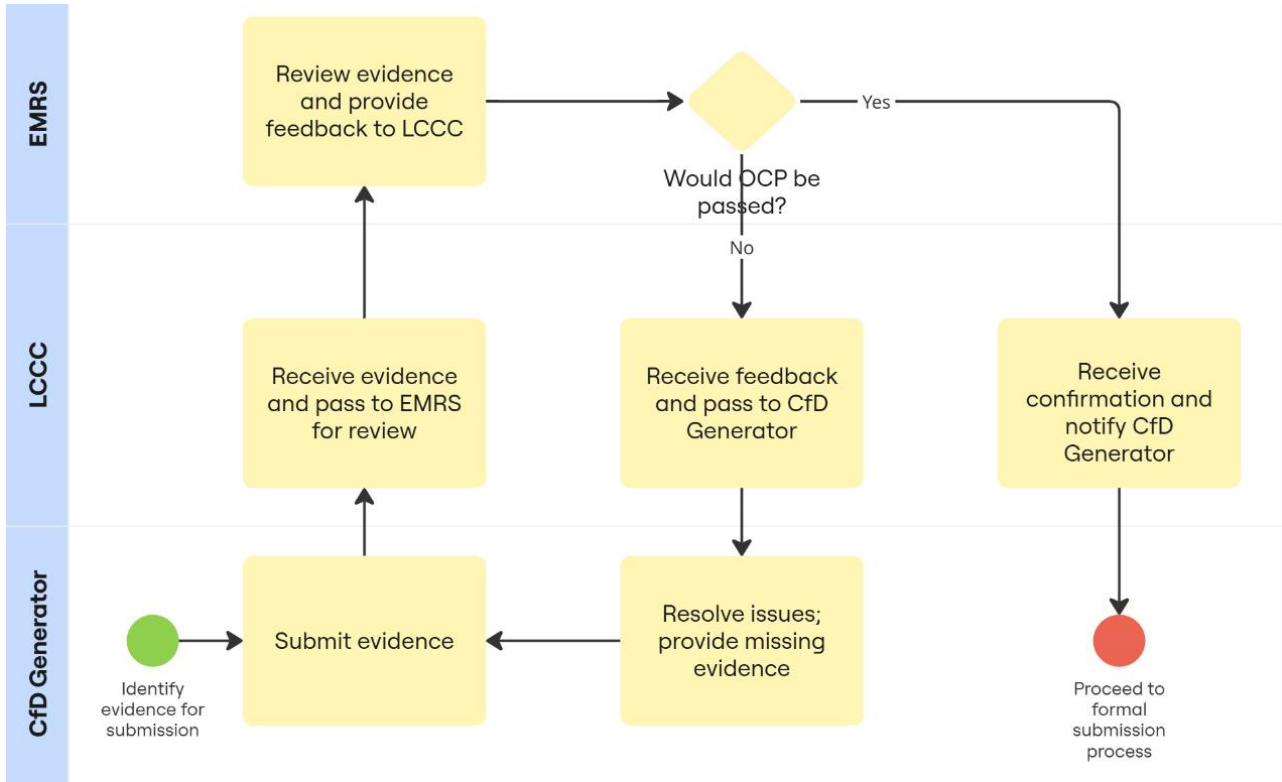 EMRS
Review evidence
and provide
feedback to LCCC
Yes
Would OCP be
passed?
No
LCCC
Receive evidence
and pass to EMRS
for review
Receive feedback
and pass to CfD
Generator
Receive
confirmation and
notify CfD
Generator
CfD Generator
Identify
evidence for
submission
Submit evidence
Resolve issues;
provide missing
evidence
Proceed to
formal
submission
process